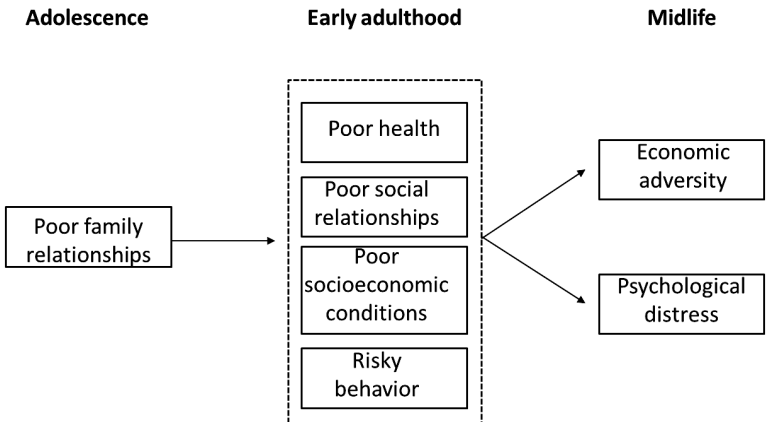 Adolescence
Early adulthood
Midlife
Poor family
relationships
Poor health
Poor social
relationships
Poor
socioeconomic
conditions
Risky
behavior
Economic
adversity
Psychological
distress